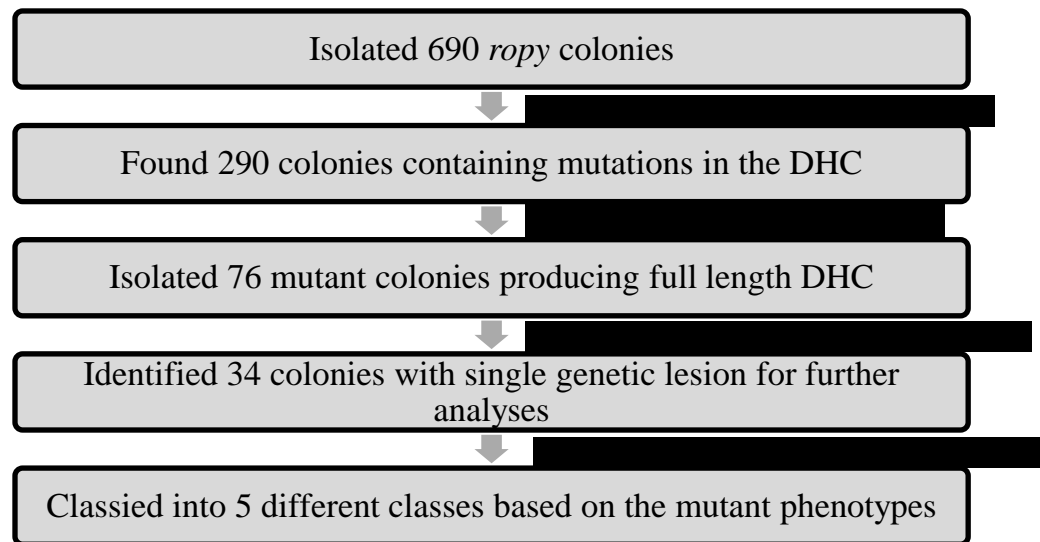 Isolated 690 ropy colonies
Found 290 colonies containing mutations in the DHC
Isolated 76 mutant colonies producing full length DHC
Identified 34 colonies with single genetic lesion for further
analyses
Classied into 5 different classes based on the mutant phenotypes